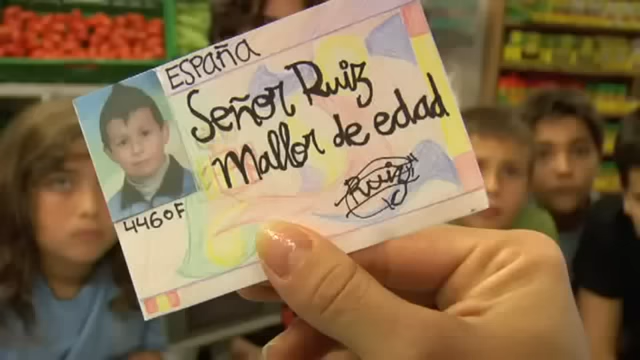 ESPAÑA
Señor Ruiz
Mallor de edad
Ruiz
4460F